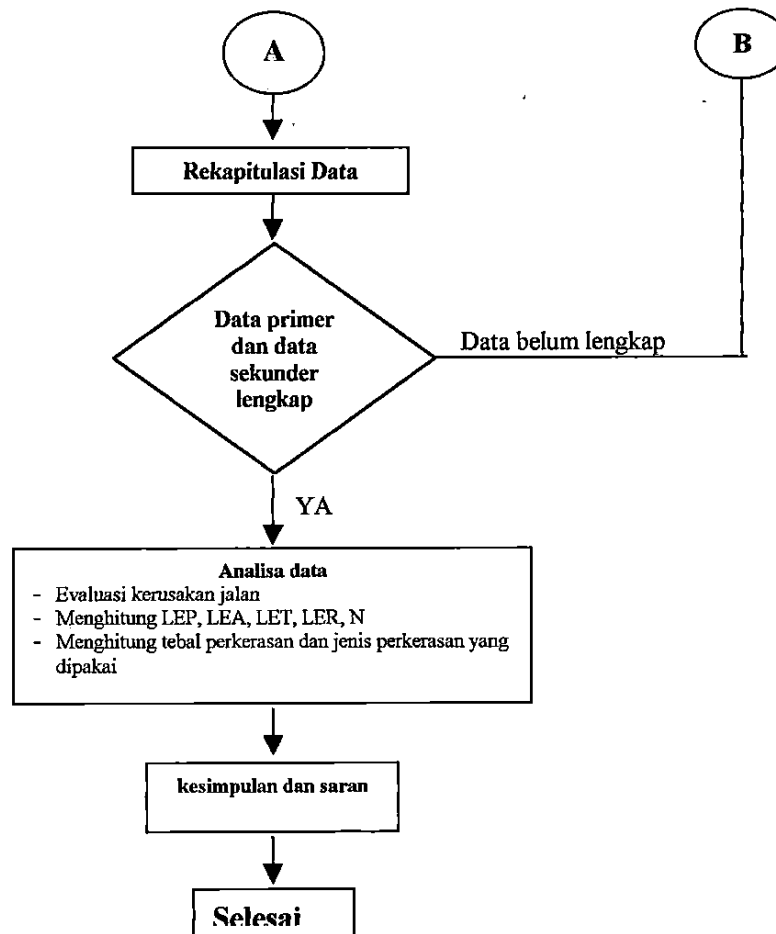 A
B
Rekapitulasi Data
Data primer
dan data
sekunder
lengkap
Data belum lengkap
YA
Analisa data
- Evaluasi kerusakan jalan
- Menghitung LEP, LEA, LET, LER, N
- Menghitung tebal perkerasan dan jenis perkerasan yang
dipakai
kesimpulan dan saran
Selesai